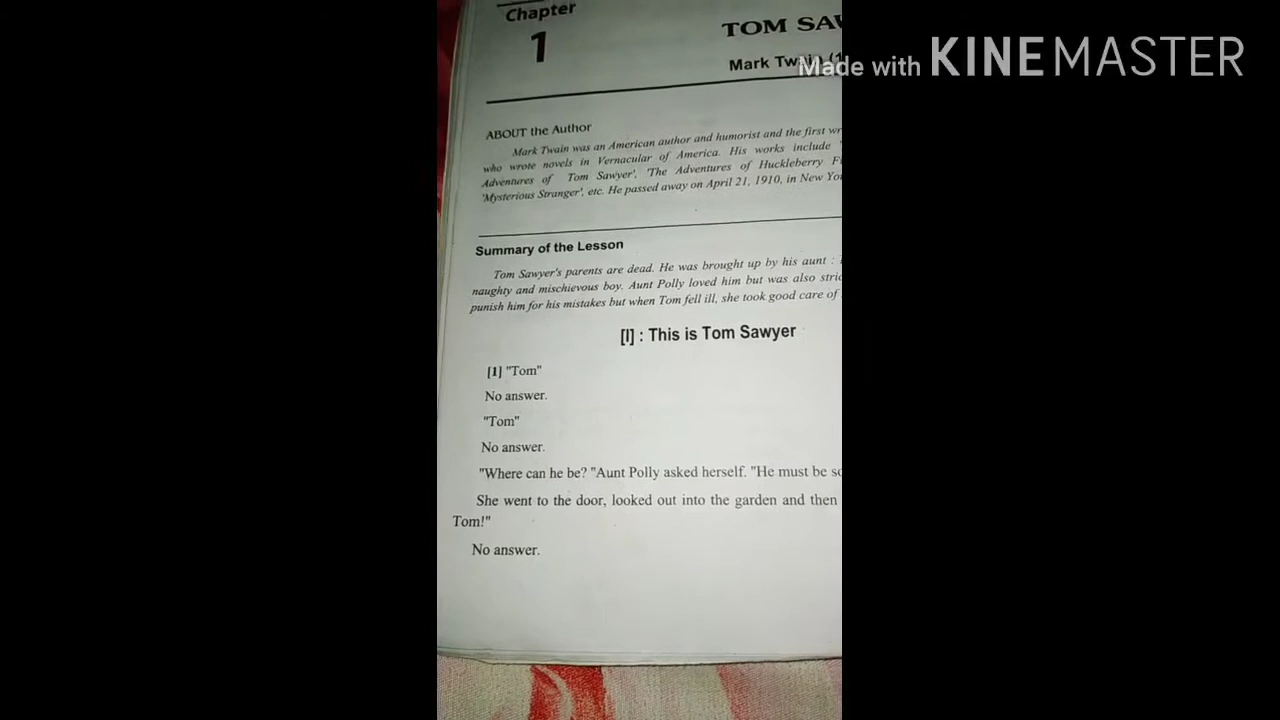 Chapter
1
TOM
Mark Twain
Made with KINEMASTER
ABOUT the Author
Mark Twain was an American author and humorist and the first
who wrote novels in Vernacular of America. His works include
Adventures of Tom Sawyer', 'The Adventures of Huckleberry
'Mysterious Stranger', etc. He passed away on April 21, 1910, in New
Summary of the Lesson
Tom Sawyer's parents are dead. He was brought up by his aunt :
naughty and mischievous boy. Aunt Polly loved him but was also
punish him for his mistakes but when Tom fell ill, she took good care of
[I] : This is Tom Sawyer
[1] "Tom"
No answer.
"Tom"
No answer.
"Where can he be? "Aunt Polly asked herself. "He must be
She went to the door, looked out into the garden and then
Tom!"
No answer.